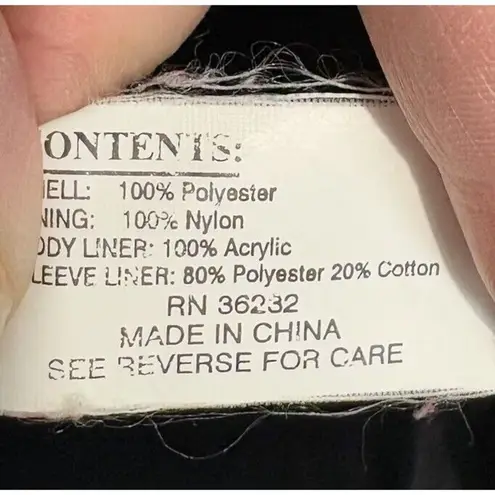 ONTENTS:
HELL: 100% Polyester
NING: 100% Nylon
ODY LINER: 100% Acrylic
LEEVE LINER: 80% Polyester 20% Cotton
RN 36232
MADE IN CHINA
SEE REVERSE FOR CARE